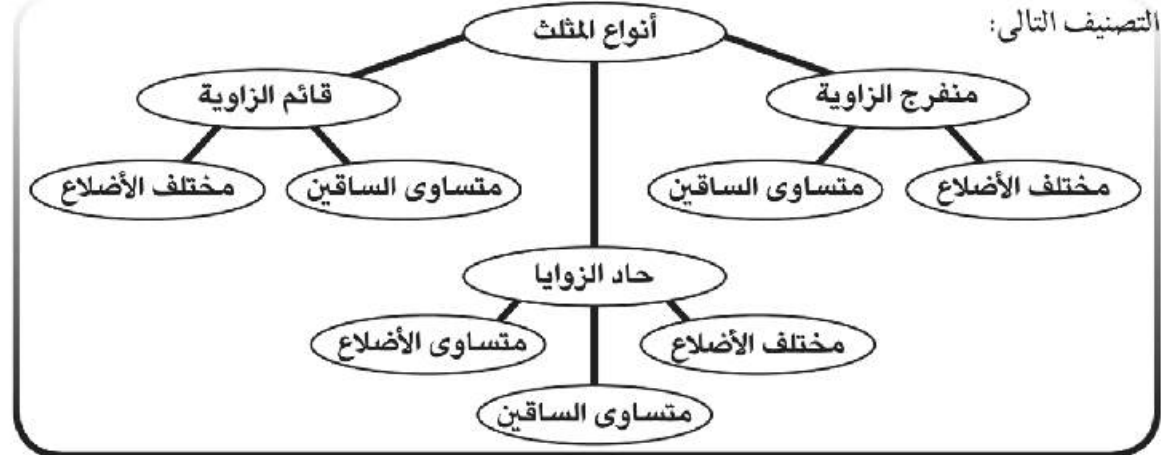 التصنيف التالى:
أنواع المثلث
منفرج الزاوية
قائم الزاوية
مختلف الأضلاع
متساوى الساقين
متساوى الساقين
مختلف الأضلاع
حاد الزوايا
مختلف الأضلاع
متساوى الأضلاع
متساوى الساقين